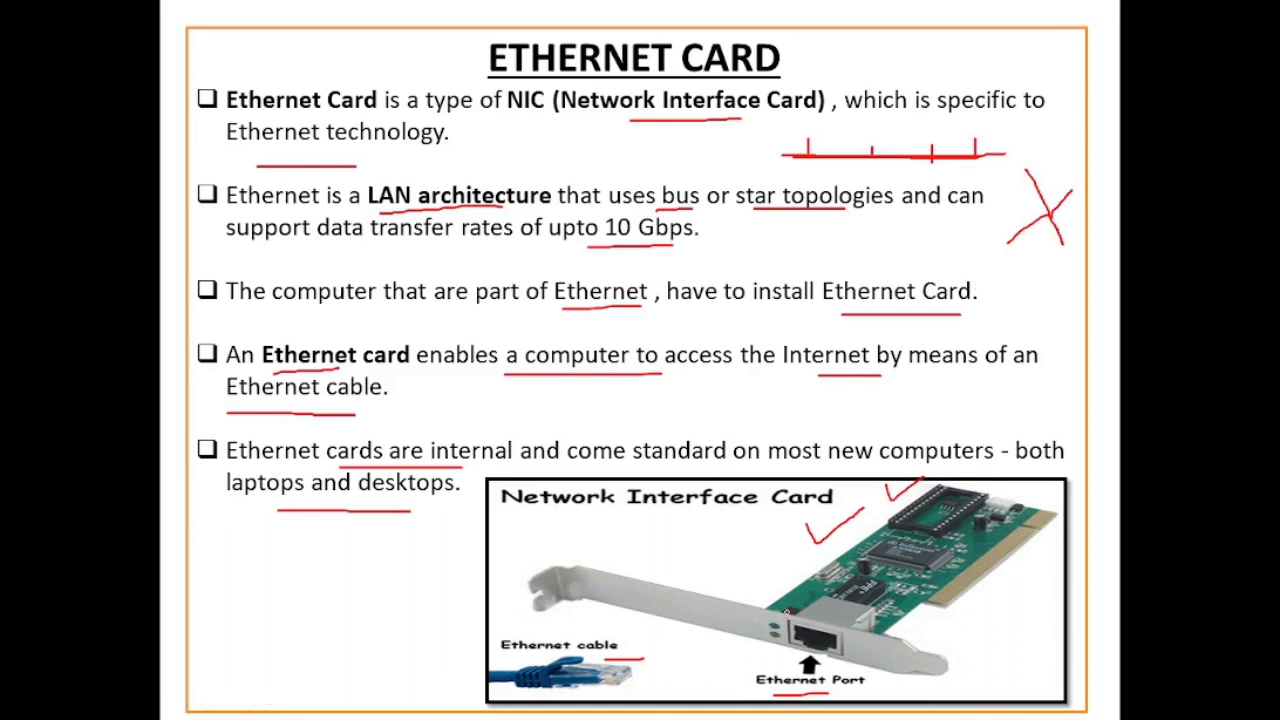 ETHERNET CARD
Ethernet Card is a type of NIC (Network Interface Card) , which is specific to
Ethernet technology.
Ethernet is a LAN architecture that uses bus or star topologies and can
support data transfer rates of upto 10 Gbps.
The computer that are part of Ethernet , have to install Ethernet Card.
An Ethernet card enables a computer to access the Internet by means of an
Ethernet cable.
Ethernet cards are internal and come standard on most new computers - both
laptops and desktops.
Network Interface Card
Ethernet cable
Ethernet Port